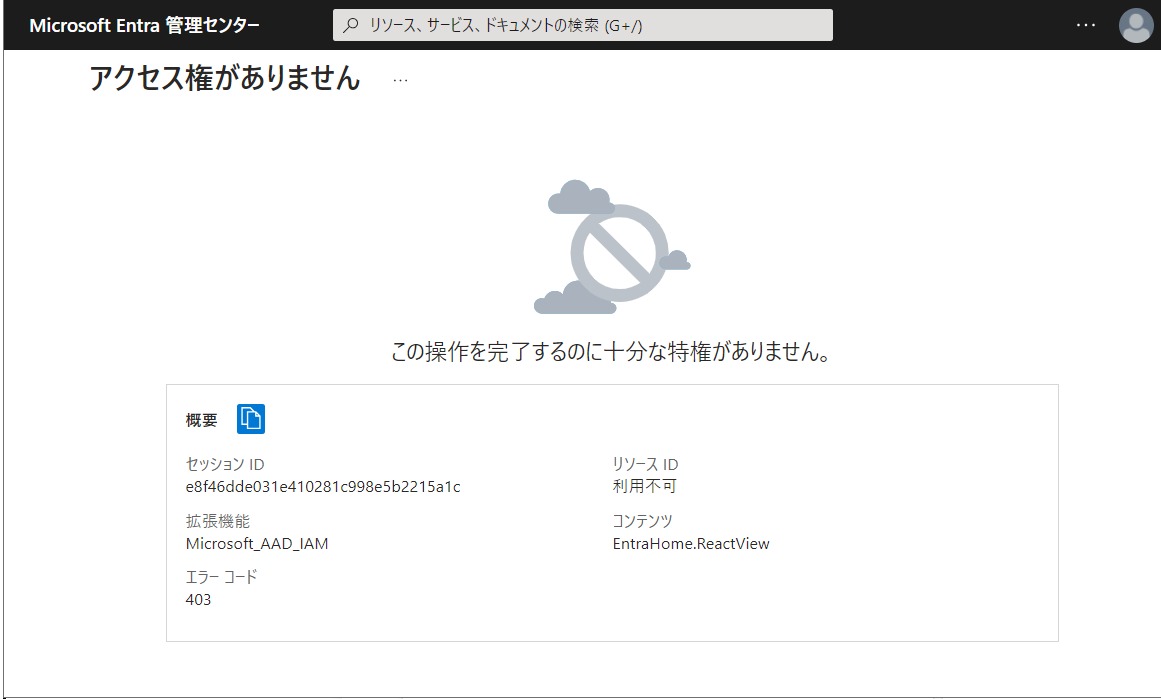 Microsoft Entra 管理センター
リソース、サービス、ドキュメントの検索 (G+/)
アクセス権がありません
この操作を完了するのに十分な特権がありません。
概要
セッション ID
e8f46dde031e410281c998e5b2215a1c
リソース ID
利用不可
拡張機能
Microsoft_AAD_IAM
コンテンツ
EntraHome.ReactView
エラー コード
403